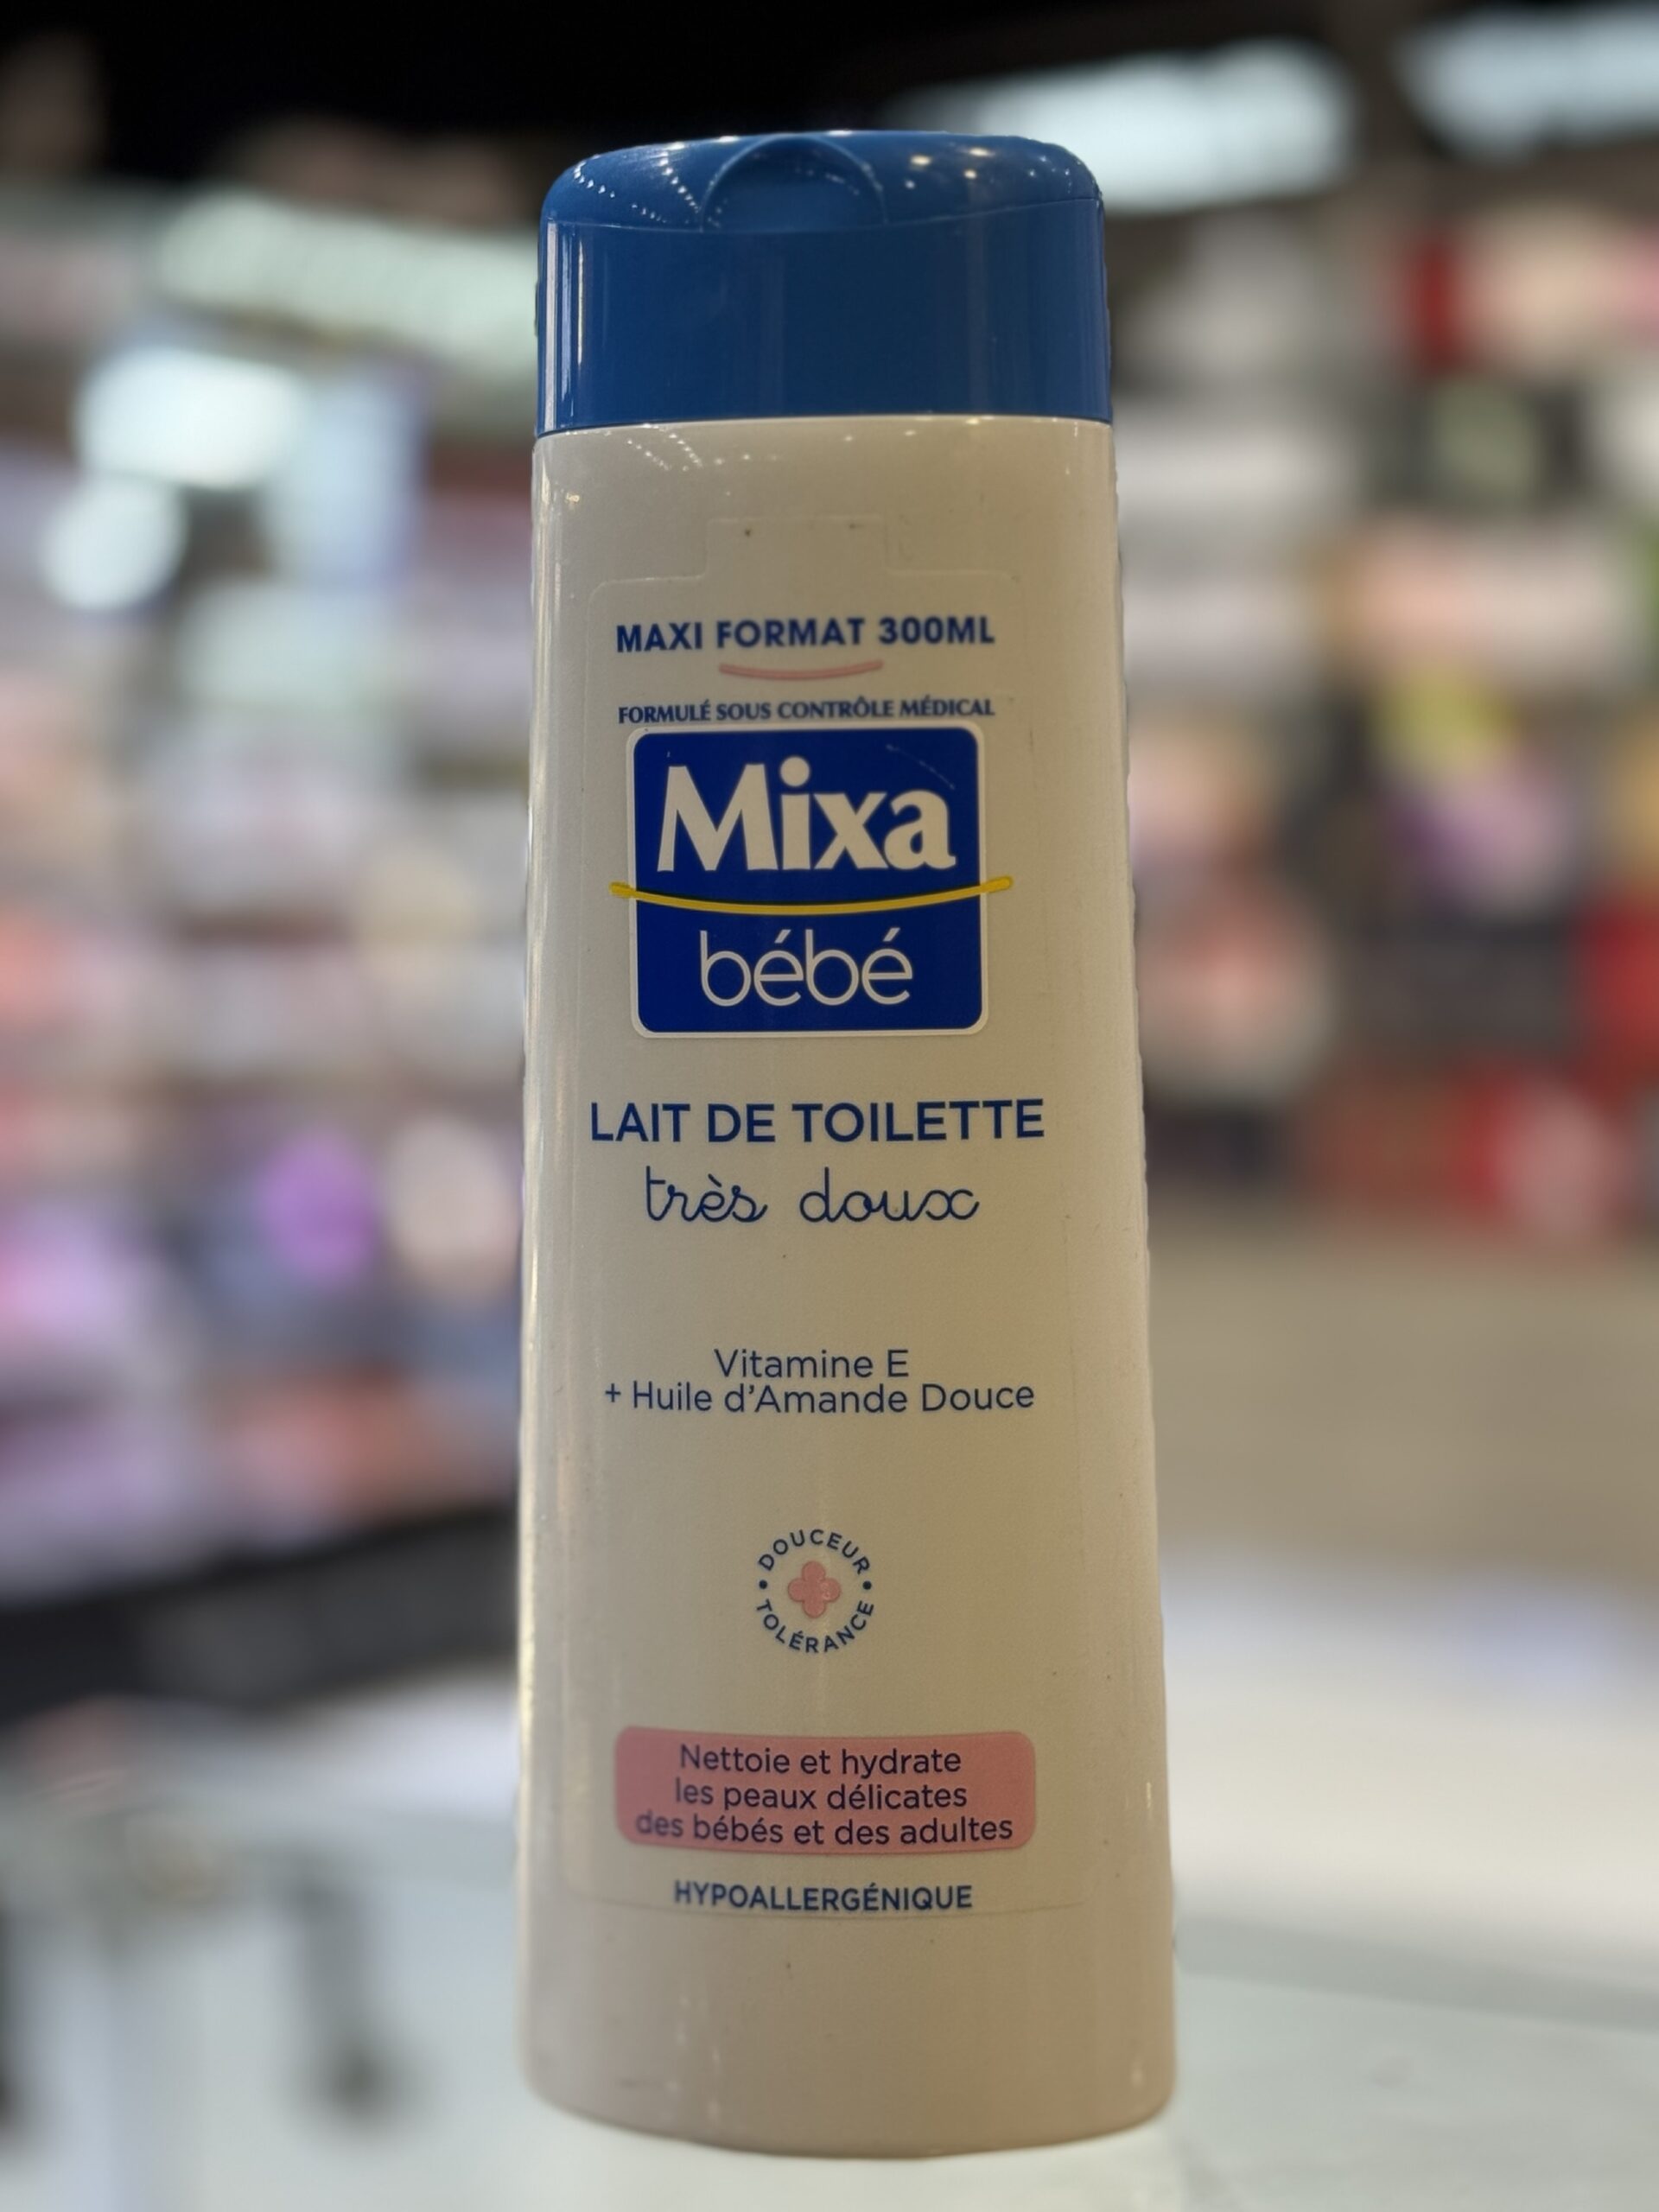 MAXI FORMAT 300ML
FORMULÉ SOUS CONTRÔLE MÉDICAL
Mixa
bébé
LAIT DE TOILETTE
très doux
Vitamine E
+ Huile d'Amande Douce
DOUCEUR
TOLÉRANCE
Nettoie et hydrate
les peaux délicates
des bébés et des adultes
HYPOALLERGÉNIQUE